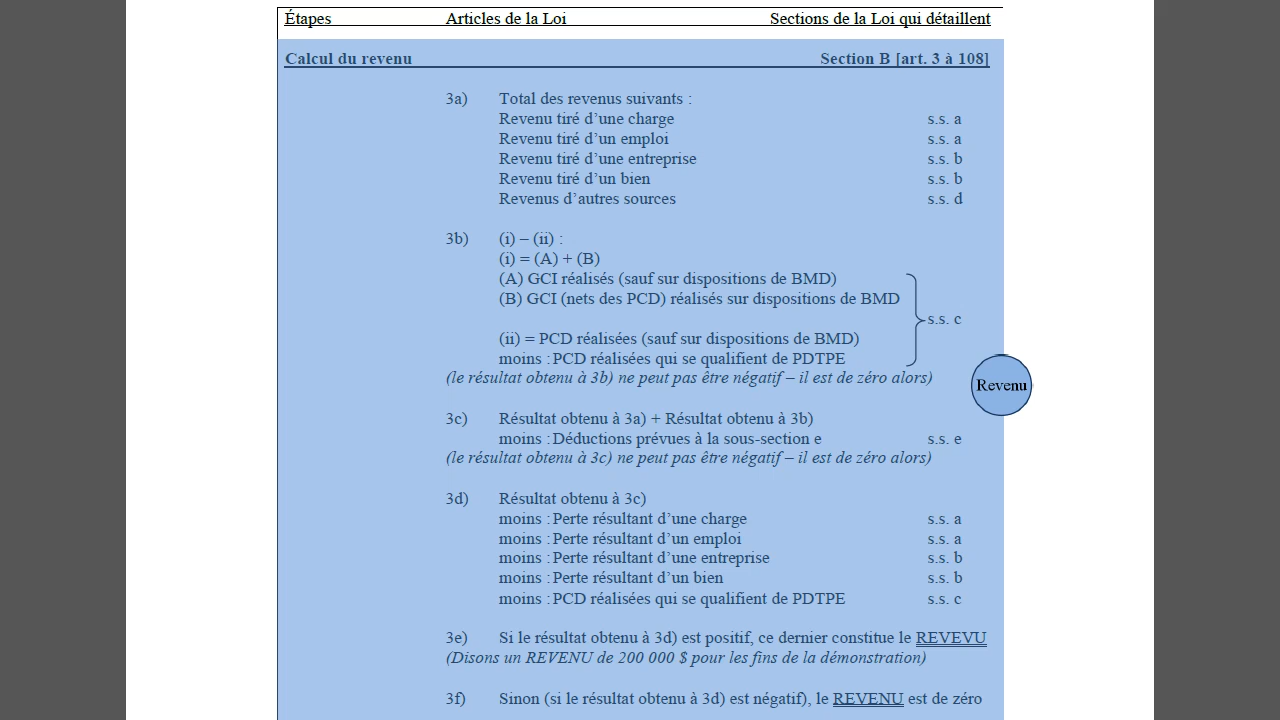 Étapes Articles de la Loi Sections de la Loi qui détaillent
Calcul du revenu Section B [art. 3 à 108]
3a) Total des revenus suivants :
Revenu tiré d'une charge s.s. a
Revenu tiré d'un emploi s.s. a
Revenu tiré d'une entreprise s.s. b
Revenu tiré d'un bien s.s. b
Revenus d'autres sources s.s. d
3b) (i) – (ii) :
(i) = (A) + (B)
(A) GCI réalisés (sauf sur dispositions de BMD)
(B) GCI (nets des PCD) réalisés sur dispositions de BMD
s.s. c
(ii) = PCD réalisées (sauf sur dispositions de BMD)
moins : PCD réalisées qui se qualifient de PDTPE
(le résultat obtenu à 3b) ne peut pas être négatif – il est de zéro alors)
Revenu
3c) Résultat obtenu à 3a) + Résultat obtenu à 3b)
moins : Déductions prévues à la sous-section e s.s. e
(le résultat obtenu à 3c) ne peut pas être négatif – il est de zéro alors)
3d) Résultat obtenu à 3c)
moins : Perte résultant d'une charge s.s. a
moins : Perte résultant d'un emploi s.s. a
moins : Perte résultant d'une entreprise s.s. b
moins : Perte résultant d'un bien s.s. b
moins : PCD réalisées qui se qualifient de PDTPE s.s. c
3e) Si le résultat obtenu à 3d) est positif, ce dernier constitue le REVEVU
(Disons un REVENU de 200 000 $ pour les fins de la démonstration)
3f) Sinon (si le résultat obtenu à 3d) est négatif), le REVENU est de zéro